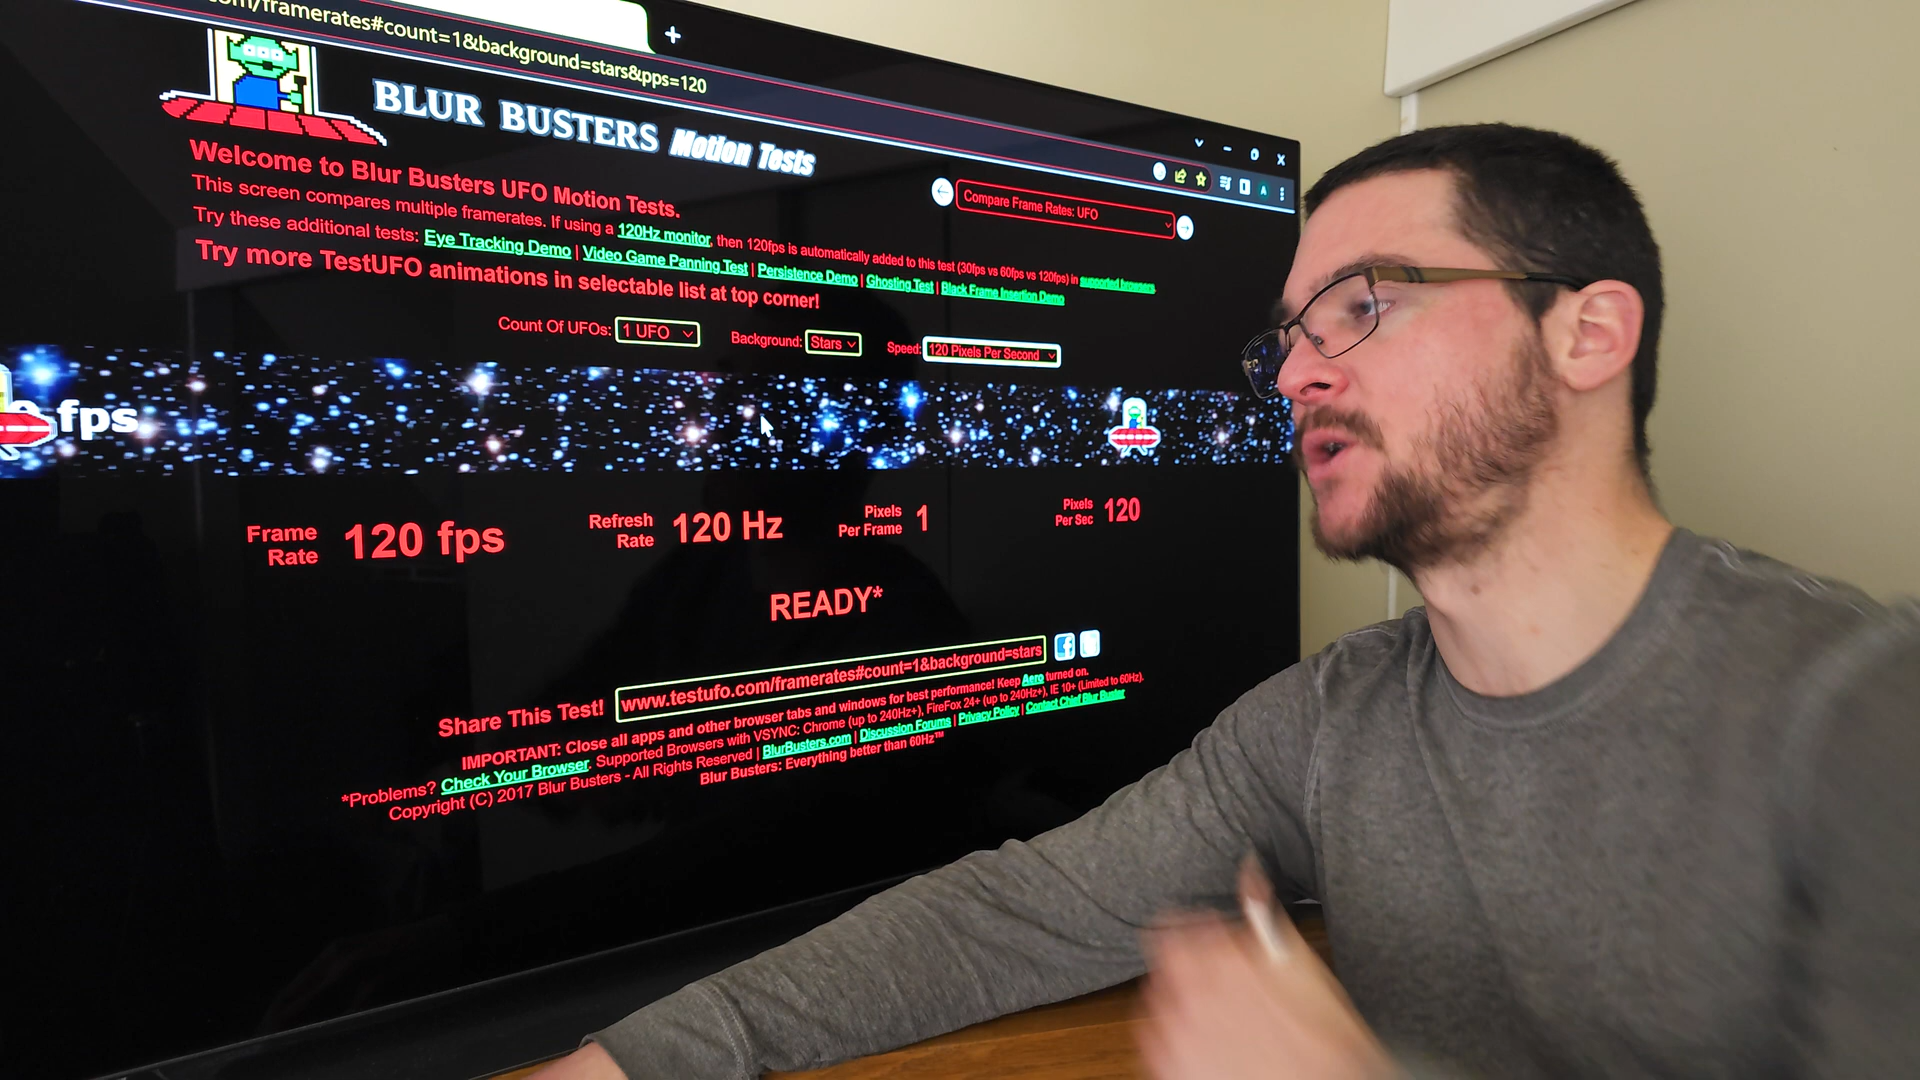 com/framerates#count=1&background=stars&pps=120
BLUR BUSTERS Motion Tests
Welcome to Blur Busters UFO Motion Tests.
This screen compares multiple framerates. If using a 120Hz monitor, then 120fps is automatically added to this test (30fps vs 60fps vs 120fps) in supported browsers.
Try these additional tests: Eye Tracking Demo | Video Game Panning Test | Persistence Demo | Ghosting Test | Black Frame Insertion Demo
Try more TestUFO animations in selectable list at top corner!
Compare Frame Rates: UFO
A
Count Of UFOs: 1 UFO Background: Stars Speed: 120 Pixels Per Second
fps
Frame Rate 120 fps
Refresh Rate 120 Hz
Pixels Per Frame 1
Pixels Per Sec 120
READY*
Share This Test! www.testufo.com/framerates#count=1&background=stars
IMPORTANT: Close all apps and other browser tabs and windows for best performance! Keep Aero turned on.
*Problems? Check Your Browser. Supported Browsers with VSYNC: Chrome (up to 240Hz+), FireFox 24+ (up to 240Hz+), IE 10+ (Limited to 60Hz).
Copyright (C) 2017 Blur Busters - All Rights Reserved | BlurBusters.com | Discussion Forums | Privacy Policy | Contact Chief Blur Buster
Blur Busters: Everything better than 60Hz™